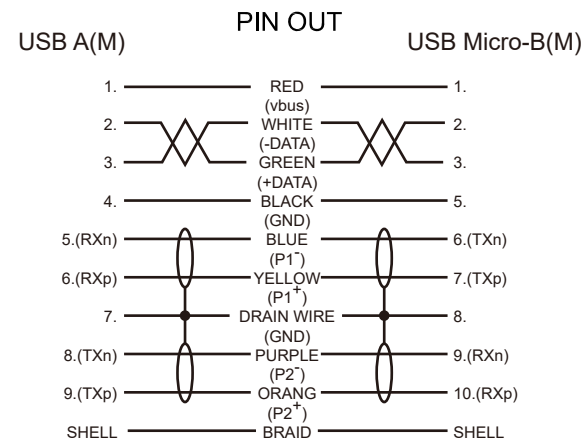 PIN OUT
USB A(M) USB Micro-B(M)
1. RED 1.
(vbus)
2. WHITE 2.
(-DATA)
3. GREEN 3.
(+DATA)
4. BLACK 5.
(GND)
5.(RXn) BLUE 6.(TXn)
(P1-)
6.(RXp) YELLOW 7.(TXp)
(P1+)
7. DRAIN WIRE 8.
(GND)
8.(TXn) PURPLE 9.(RXn)
(P2-)
9.(TXp) ORANG 10.(RXp)
(P2+)
SHELL BRAID SHELL